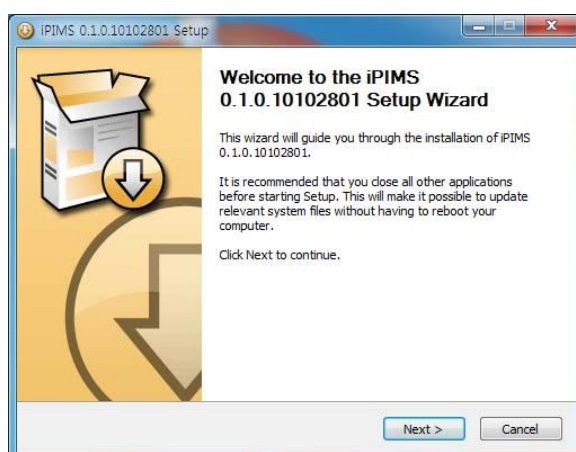 iPIMS 0.1.0.10102801 Setup
Welcome to the iPIMS
0.1.0.10102801 Setup Wizard
This wizard will guide you through the installation of iPIMS
0.1.0.10102801.
It is recommended that you close all other applications
before starting Setup. This will make it possible to update
relevant system files without having to reboot your
computer.
Click Next to continue.
Next >
Cancel